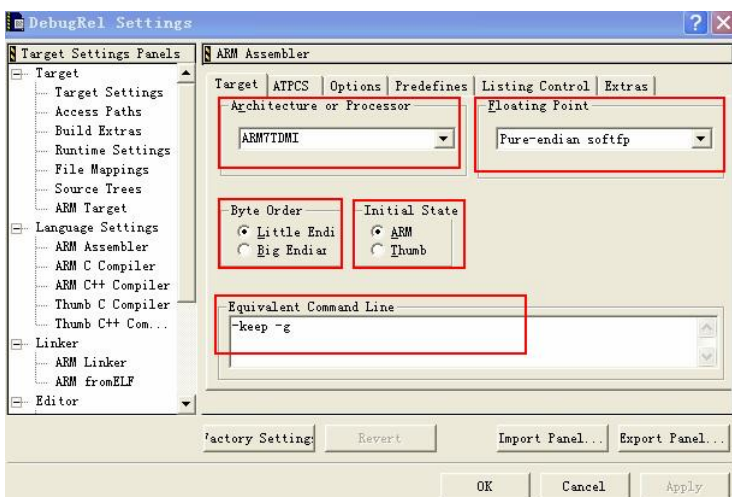 DebugRel Settings
Target Settings Panels
Target
Target Settings
Access Paths
Build Extras
Runtime Settings
File Mappings
Source Trees
ARM Target
Language Settings
ARM Assembler
ARM C Compiler
ARM C++ Compiler
Thumb C Compiler
Thumb C++ Com...
Linker
ARM Linker
ARM fromELF
Editor
ARM Assembler
Target ATPCS Options Predefines Listing Control Extras
Architecture or Processor
ARM7TDMI
Floating Point
Pure-endian softfp
Byte Order
Little Endi
Big Endiar
Initial State
ARM
Thumb
Equivalent Command Line
-keep -g
Factory Setting:
Revert
Import Panel...
Export Panel...
OK
Cancel
Apply